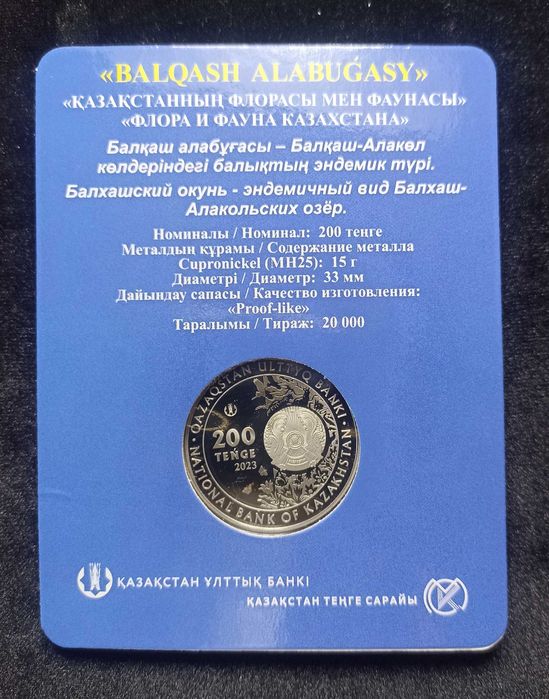 «BALQASH ALABUǴASY»
«ҚАЗАҚСТАННЫҢ ФЛОРАСЫ МЕН ФАУНАСЫ»
«ФЛОРА И ФАУНА КАЗАХСТАНА»
Балқаш алабұғасы – Балқаш-Алакөл
көлдеріндегі балықтың эндемик түрі.
Балхашский окунь - эндемичный вид Балхаш-
Алакольских озёр.
Номиналы / Номинал: 200 теңге
Металдың құрамы / Содержание металла
Cupronickel (МН25): 15 г
Диаметрі / Диаметр: 33 мм
Дайындау сапасы / Качество изготовления:
«Proof-like»
Таралымы / Тираж: 20 000
QAZAQSTAN ULTTYQ BANKI
200
TEŃGE
2023
NATIONAL BANK OF KAZAKHSTAN
ҚАЗАҚСТАН ҰЛТТЫҚ БАНКІ
ҚАЗАҚСТАН ТЕҢГЕ САРАЙЫ